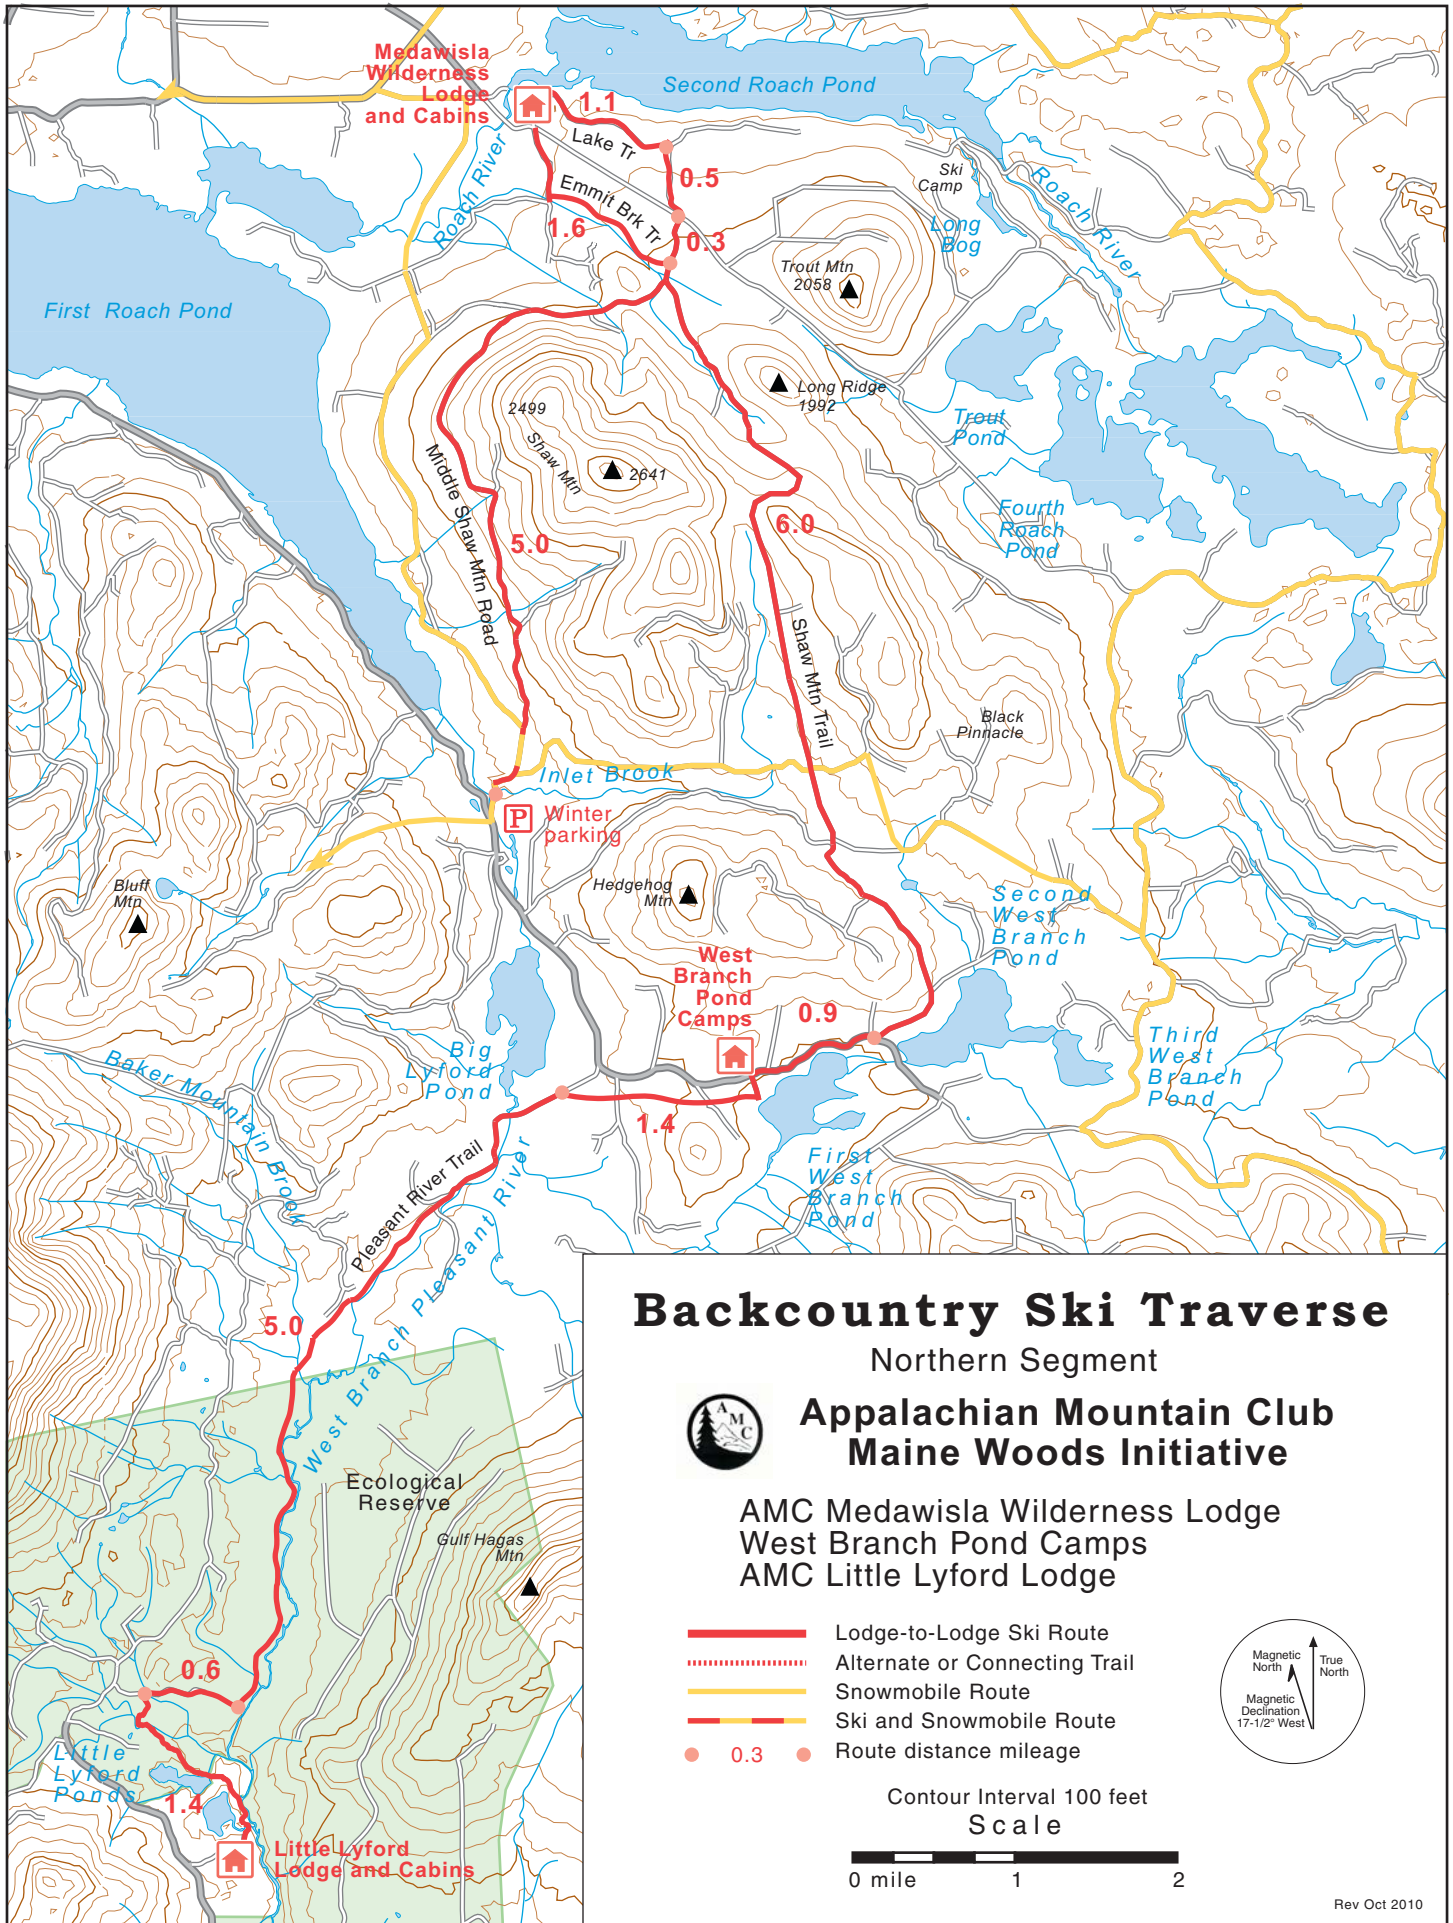 Medawisla
Wilderness
Lodge
and Cabins
Second Roach Pond
1.1
Lake Tr
0.5
Roach River
Emmit Brk Tr
1.6
0.3
Ski
Camp
Roach River
Long
Bog
Trout Mtn
2058
First Roach Pond
Long Ridge
1992
2499
Shaw Mtn
2641
Trout
Pond
Middle Shaw Mtn Road
5.0
6.0
Fourth
Roach
Pond
Shaw Mtn Trail
Black
Pinnacle
Inlet Brook
P
Winter
parking
Bluff
Mtn
Hedgehog
Mtn
Second
West
Branch
Pond
West
Branch
Pond
Camps
0.9
Big
Lyford
Pond
Third
West
Branch
Pond
Baker Mountain Brook
1.4
Pleasant River Trail
First
West
Branch
Pond
West Branch Pleasant River
5.0
Ecological
Reserve
Gulf Hagas
Mtn
0.6
Little
Lyford
Ponds
1.4
Little Lyford
Lodge and Cabins
Backcountry Ski Traverse
Northern Segment
AMC
Appalachian Mountain Club
Maine Woods Initiative
AMC Medawisla Wilderness Lodge
West Branch Pond Camps
AMC Little Lyford Lodge
Lodge-to-Lodge Ski Route
Alternate or Connecting Trail
Snowmobile Route
Ski and Snowmobile Route
0.3 Route distance mileage
Magnetic
North
True
North
Magnetic
Declination
17-1/2° West
Contour Interval 100 feet
Scale
0 mile 1 2
Rev Oct 2010